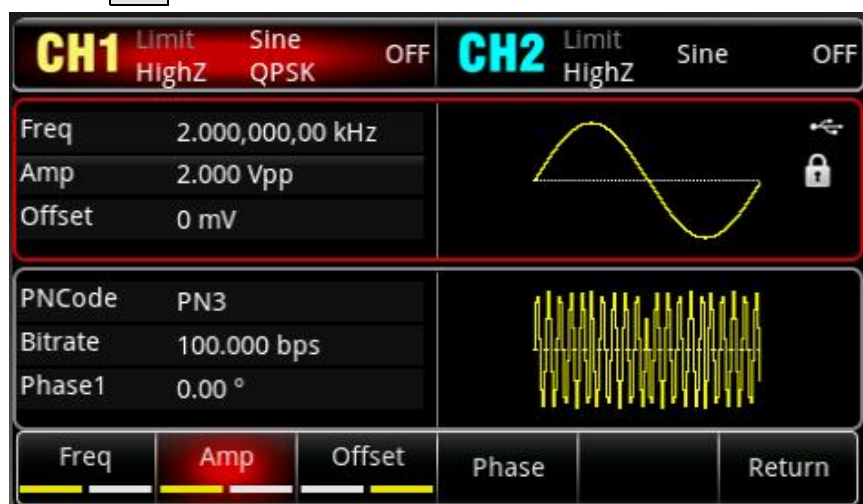 CH1 Limit Sine OFF
HighZ QPSK
CH2 Limit Sine OFF
HighZ
Freq 2.000,000,00 kHz
Amp 2.000 Vpp
Offset 0 mV
PNCode PN3
Bitrate 100.000 bps
Phase1 0.00 °
Freq Amp Offset Phase Return